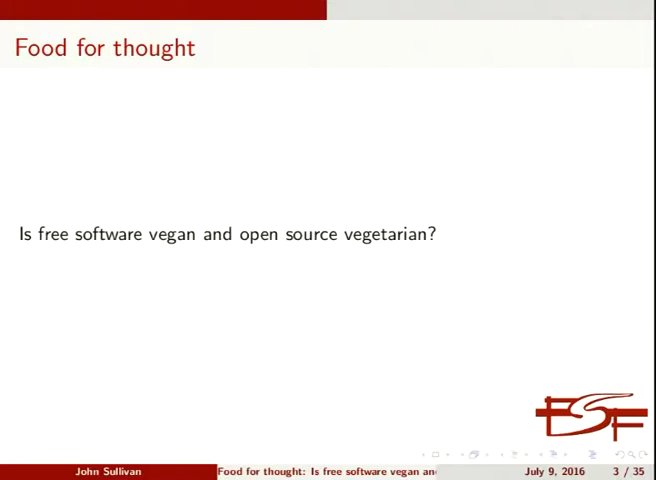 Food for thought
Is free software vegan and open source vegetarian?
FSF
John Sullivan
Food for thought: Is free software vegan an
July 9, 2016
3 / 35